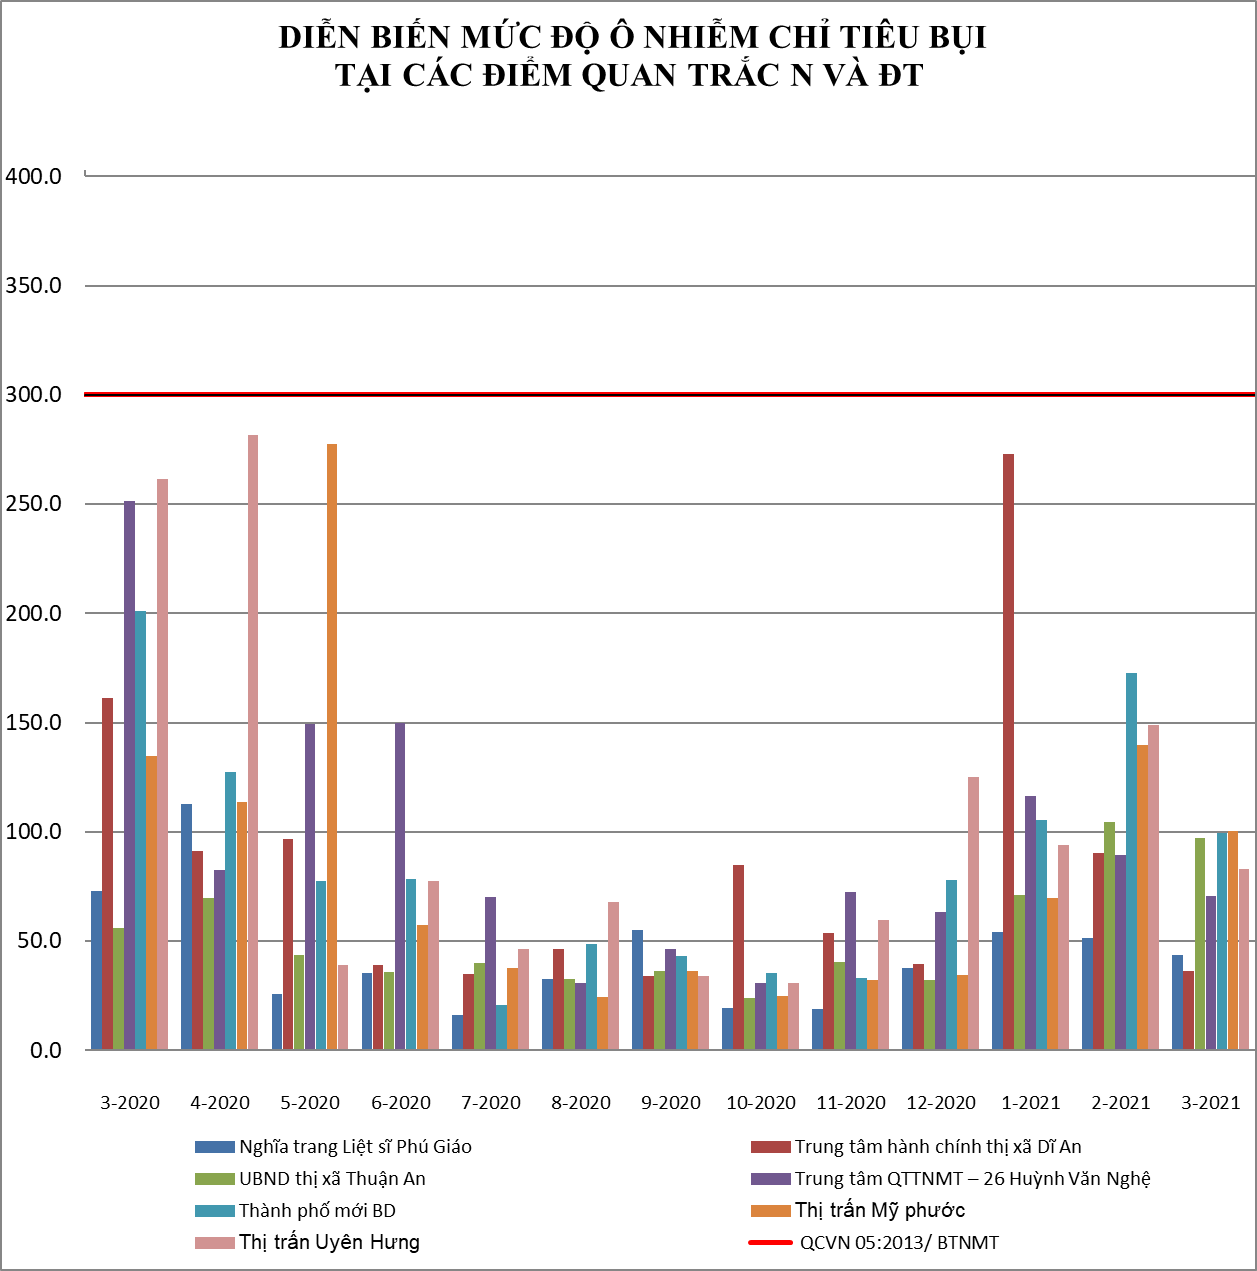 DIỄN BIẾN MỨC ĐỘ Ô NHIỄM CHỈ TIÊU BỤI
TẠI CÁC ĐIỂM QUAN TRẮC N VÀ ĐT
400.0
350.0
300.0
250.0
200.0
150.0
100.0
50.0
0.0
3-2020 4-2020 5-2020 6-2020 7-2020 8-2020 9-2020 10-2020 11-2020 12-2020 1-2021 2-2021 3-2021
Nghĩa trang Liệt sĩ Phú Giáo Trung tâm hành chính thị xã Dĩ An
UBND thị xã Thuận An Trung tâm QTTNMT – 26 Huỳnh Văn Nghệ
Thành phố mới BD Thị trấn Mỹ phước
Thị trấn Uyên Hưng QCVN 05:2013/ BTNMT